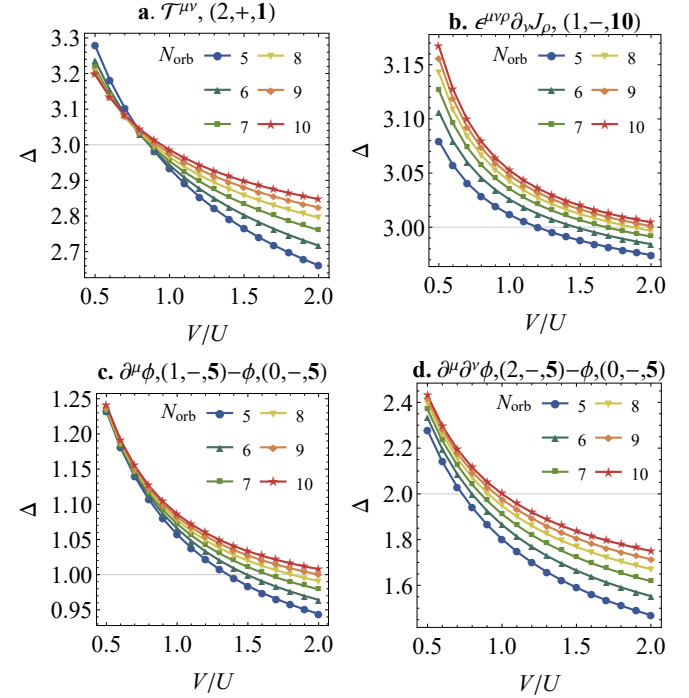 a. 𝒯^{μν}, (2,+,1)
N_orb 5 8
6 9
7 10
3.3
3.2
3.1
3.0
2.9
2.8
2.7
Δ
0.5 1.0 1.5 2.0
V/U
b. ϵ^{μνρ}∂_νJ_ρ, (1,−,10)
N_orb 5 8
6 9
7 10
3.15
3.10
3.05
3.00
Δ
0.5 1.0 1.5 2.0
V/U
c. ∂^μϕ,(1,−,5)−ϕ,(0,−,5)
N_orb 5 8
6 9
7 10
1.25
1.20
1.15
1.10
1.05
1.00
0.95
Δ
0.5 1.0 1.5 2.0
V/U
d. ∂^μ∂^νϕ,(2,−,5)−ϕ,(0,−,5)
N_orb 5 8
6 9
7 10
2.4
2.2
2.0
1.8
1.6
Δ
0.5 1.0 1.5 2.0
V/U